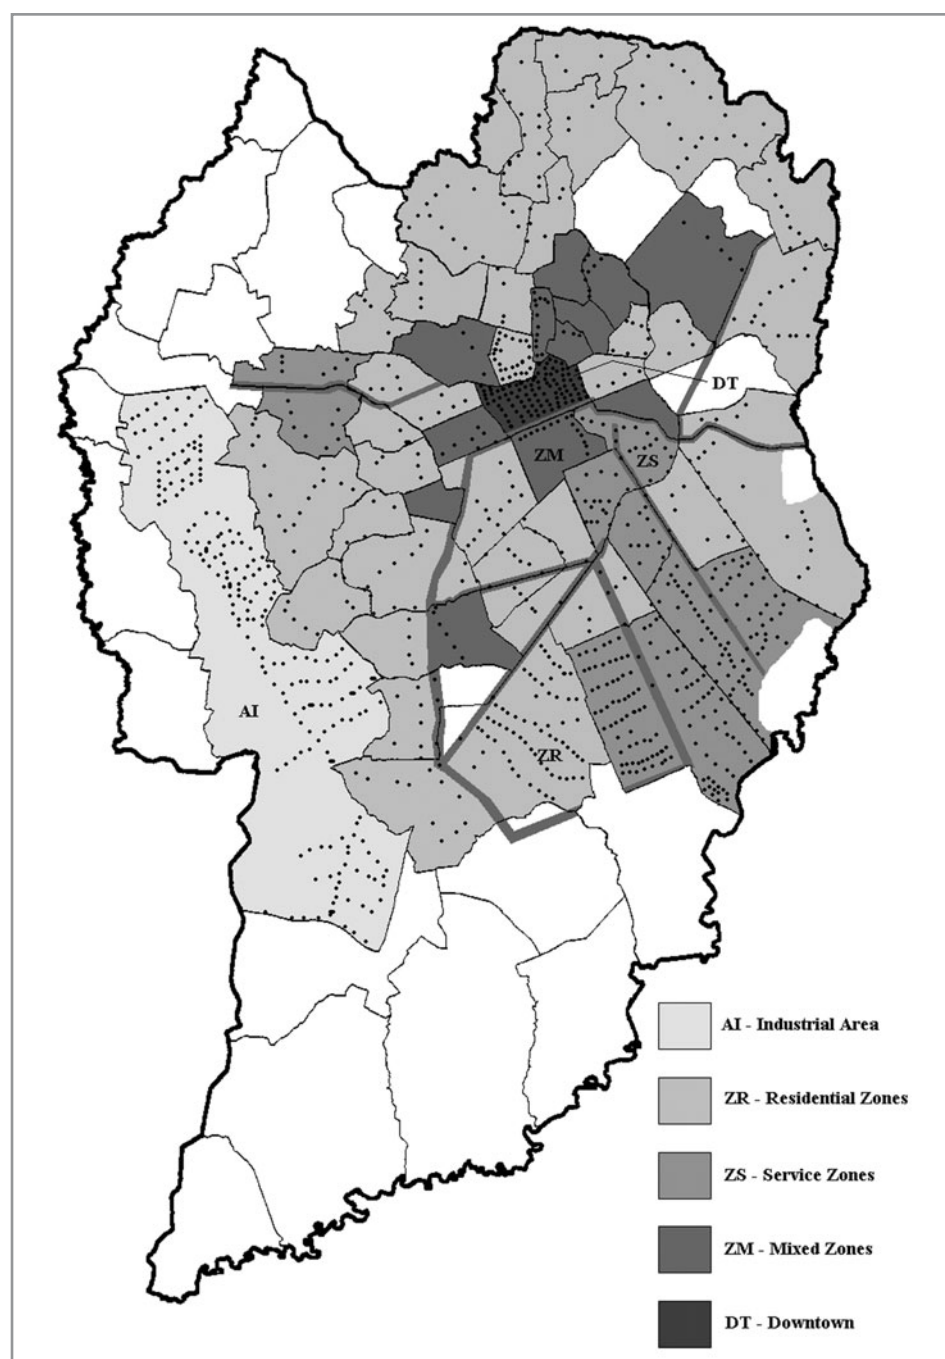 DT
ZM
ZS
AI
ZR
AI - Industrial Area
ZR - Residential Zones
ZS - Service Zones
ZM - Mixed Zones
DT - Downtown